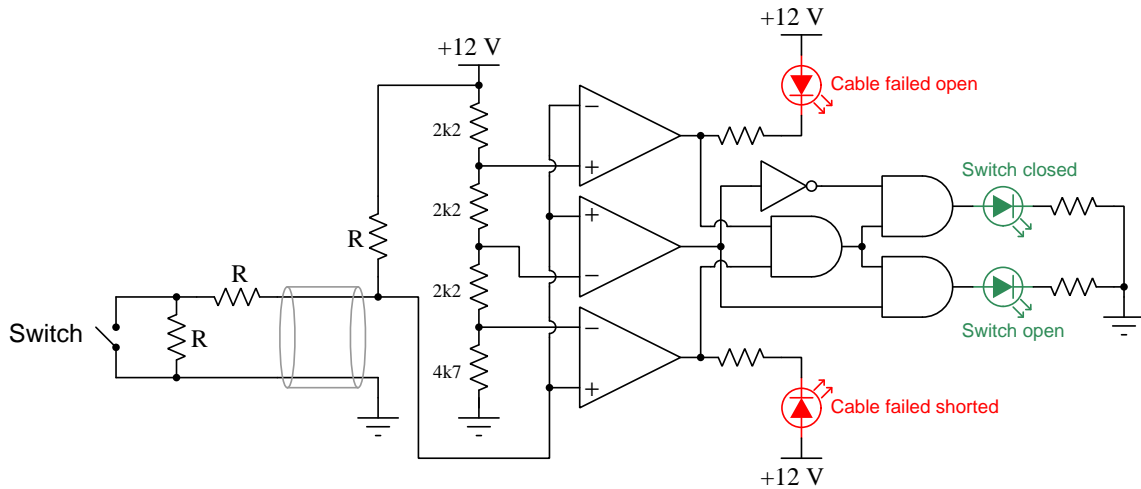 +12 V
+12 V
Cable failed open
2k2
−
+
Switch closed
2k2
R
+
−
R
2k2
Switch
R
−
Switch open
4k7
+
Cable failed shorted
+12 V